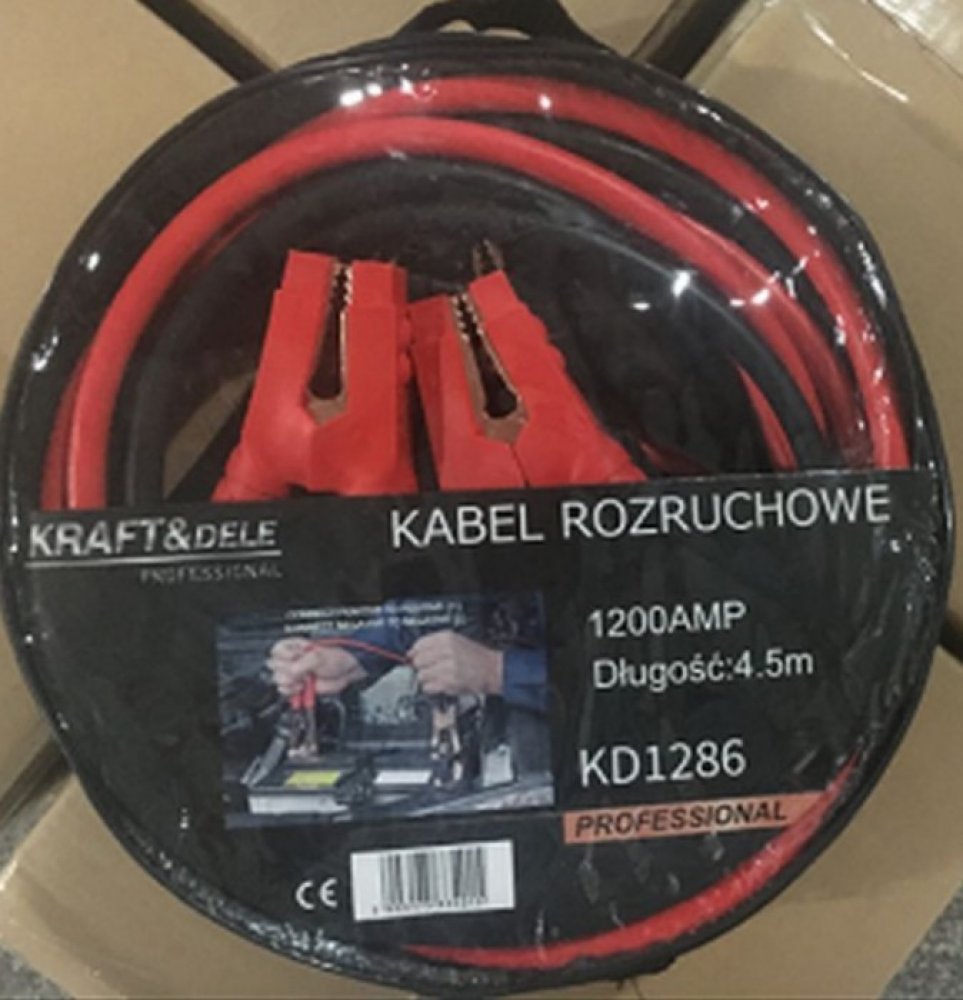 KRAFT&DELE
PROFESSIONAL
KABEL ROZRUCHOWE
1200AMP
Długość:4.5m
KD1286
PROFESSIONAL
CE